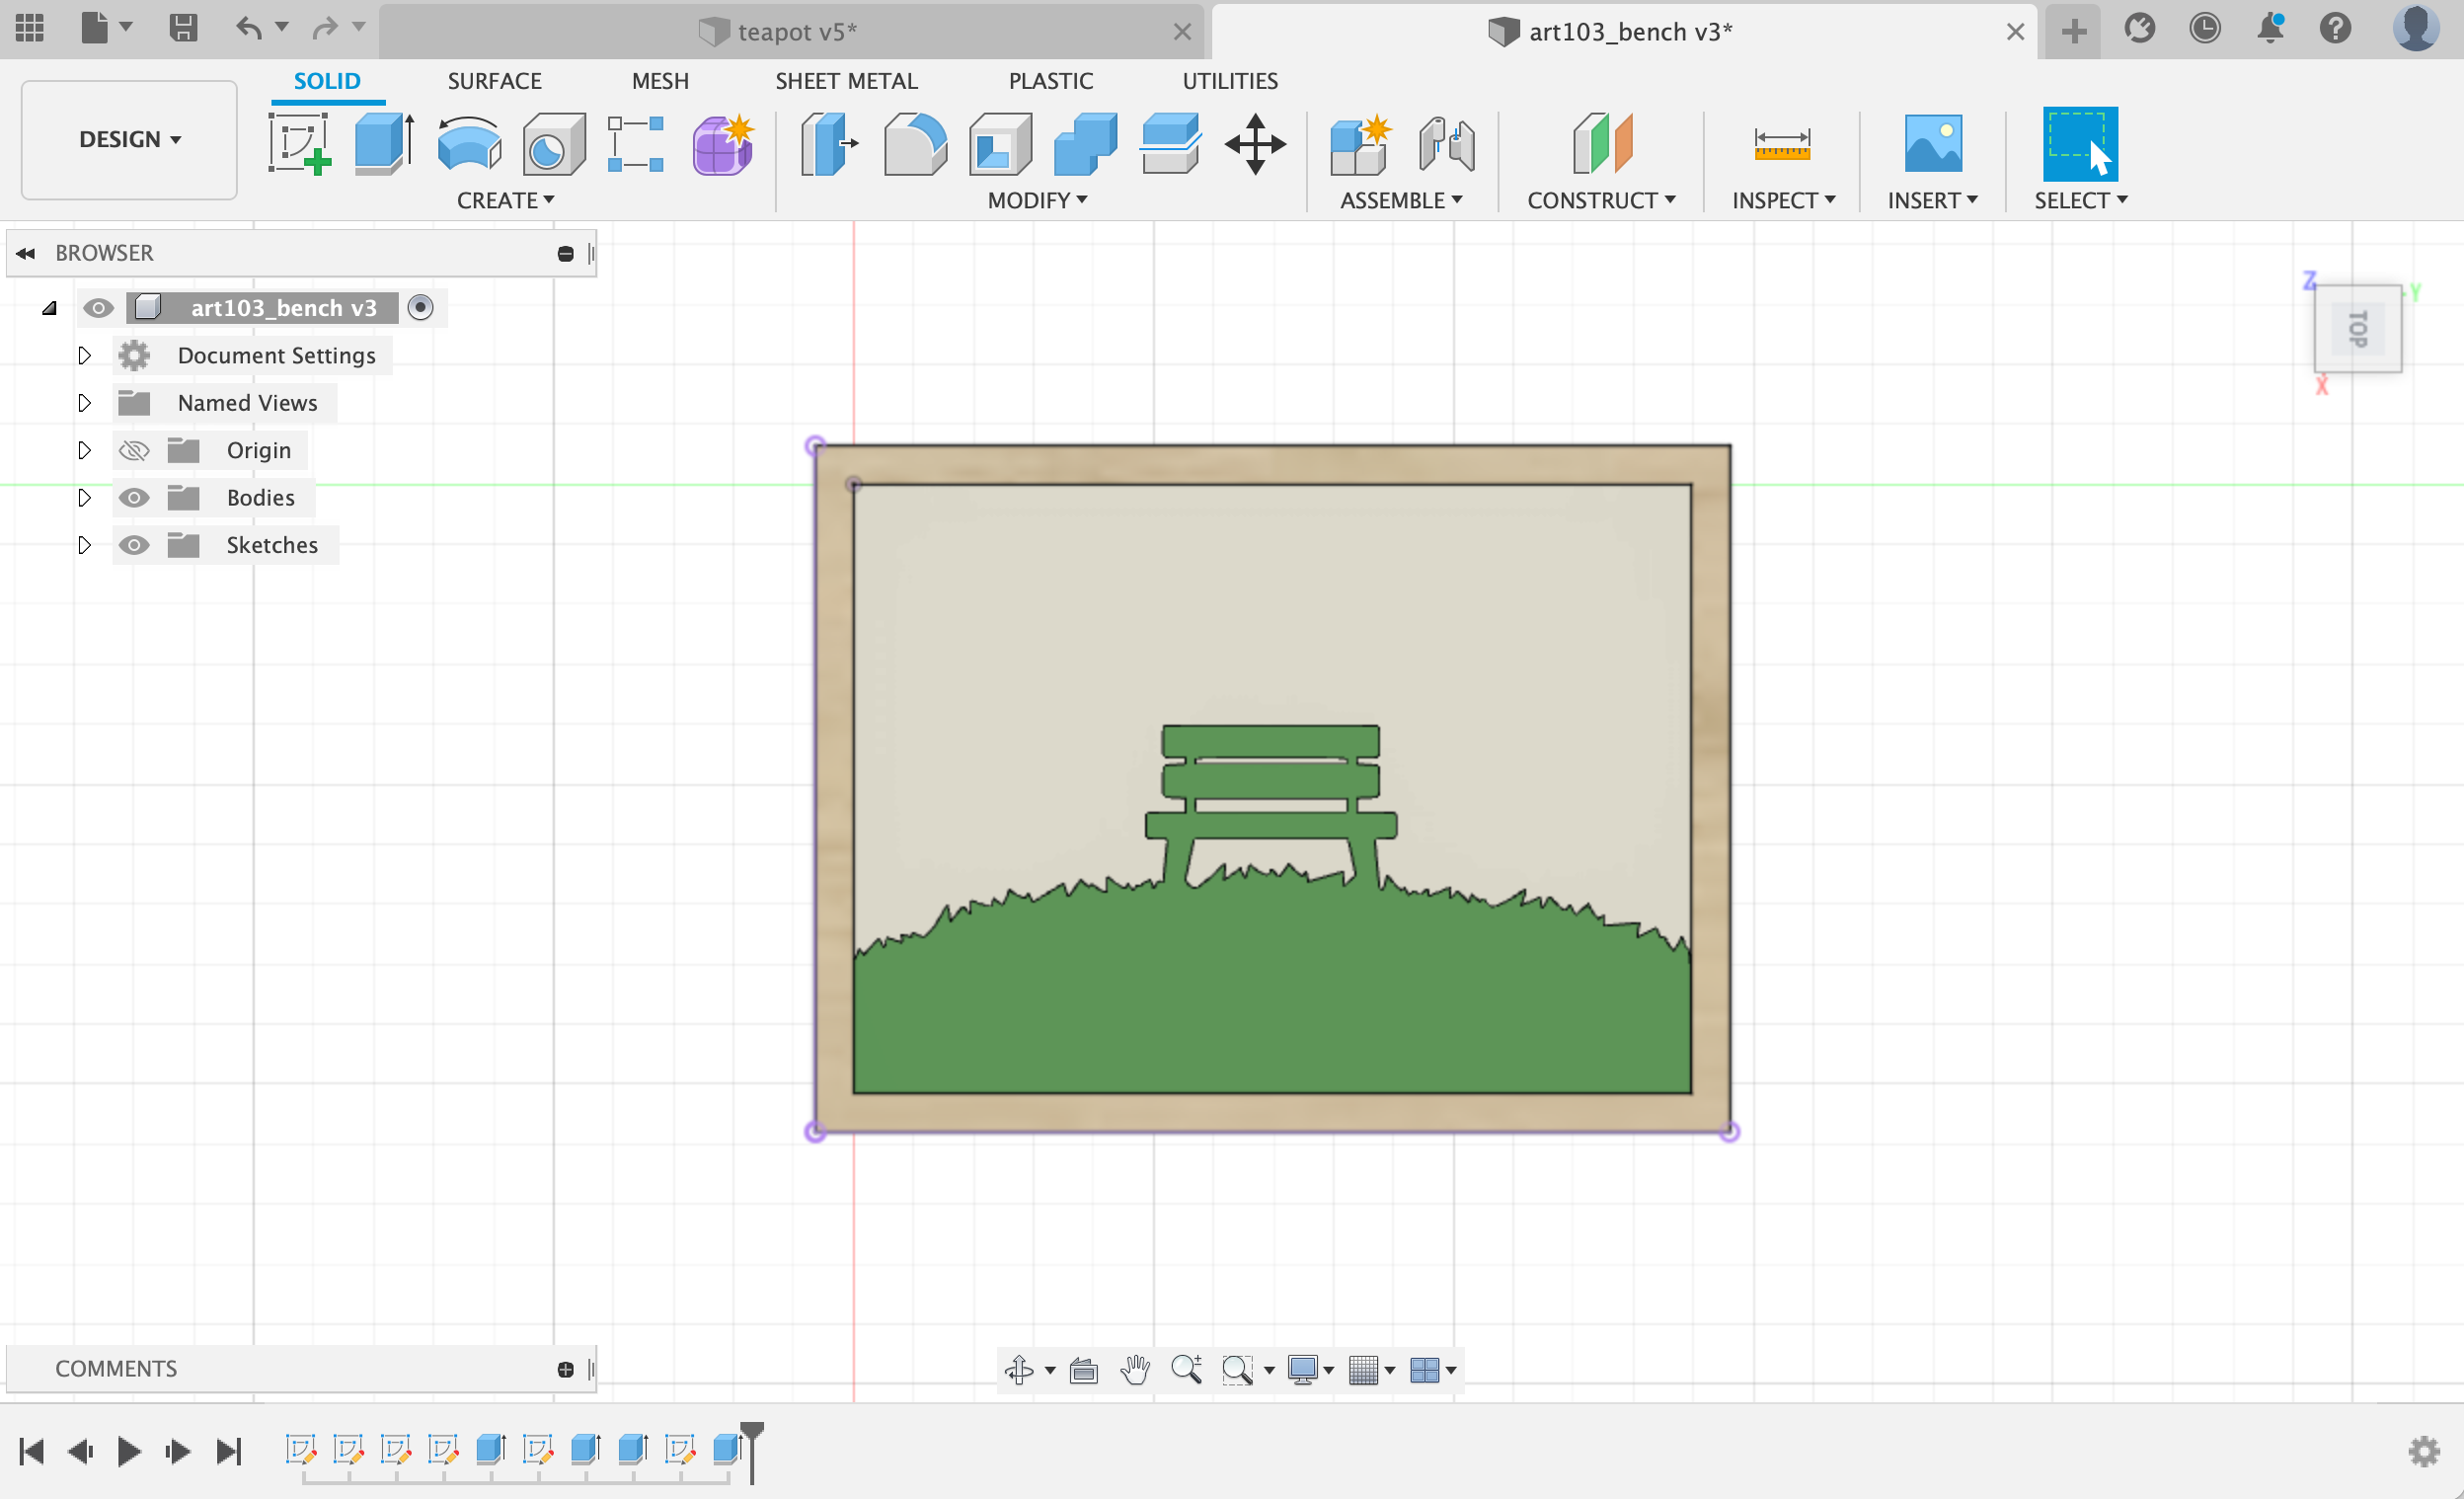 teapot v5*
art103_bench v3*
DESIGN
SOLID SURFACE MESH SHEET METAL PLASTIC UTILITIES
CREATE MODIFY ASSEMBLE CONSTRUCT INSPECT INSERT SELECT
BROWSER
art103_bench v3
Document Settings
Named Views
Origin
Bodies
Sketches
Z
-Y
TOP
X
COMMENTS